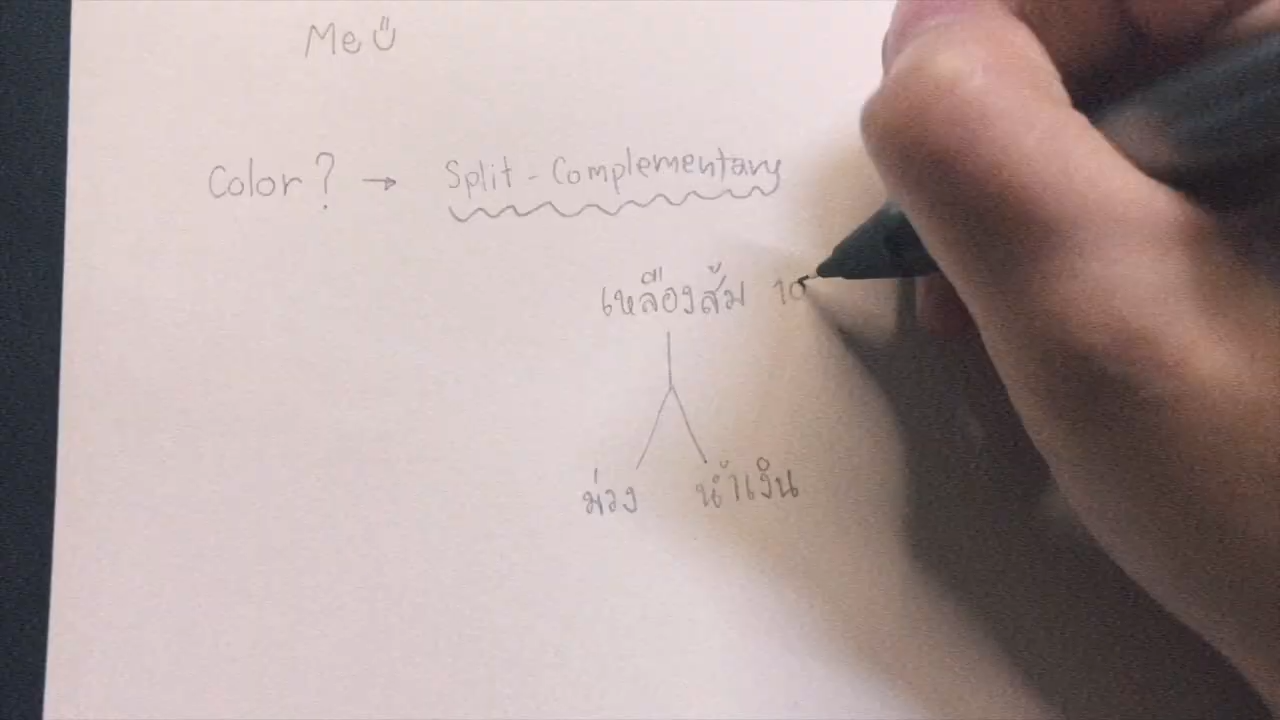 Me
Color? → Split-Complementary
เหลืองส้ม 10
ม่วง น้ำเงิน